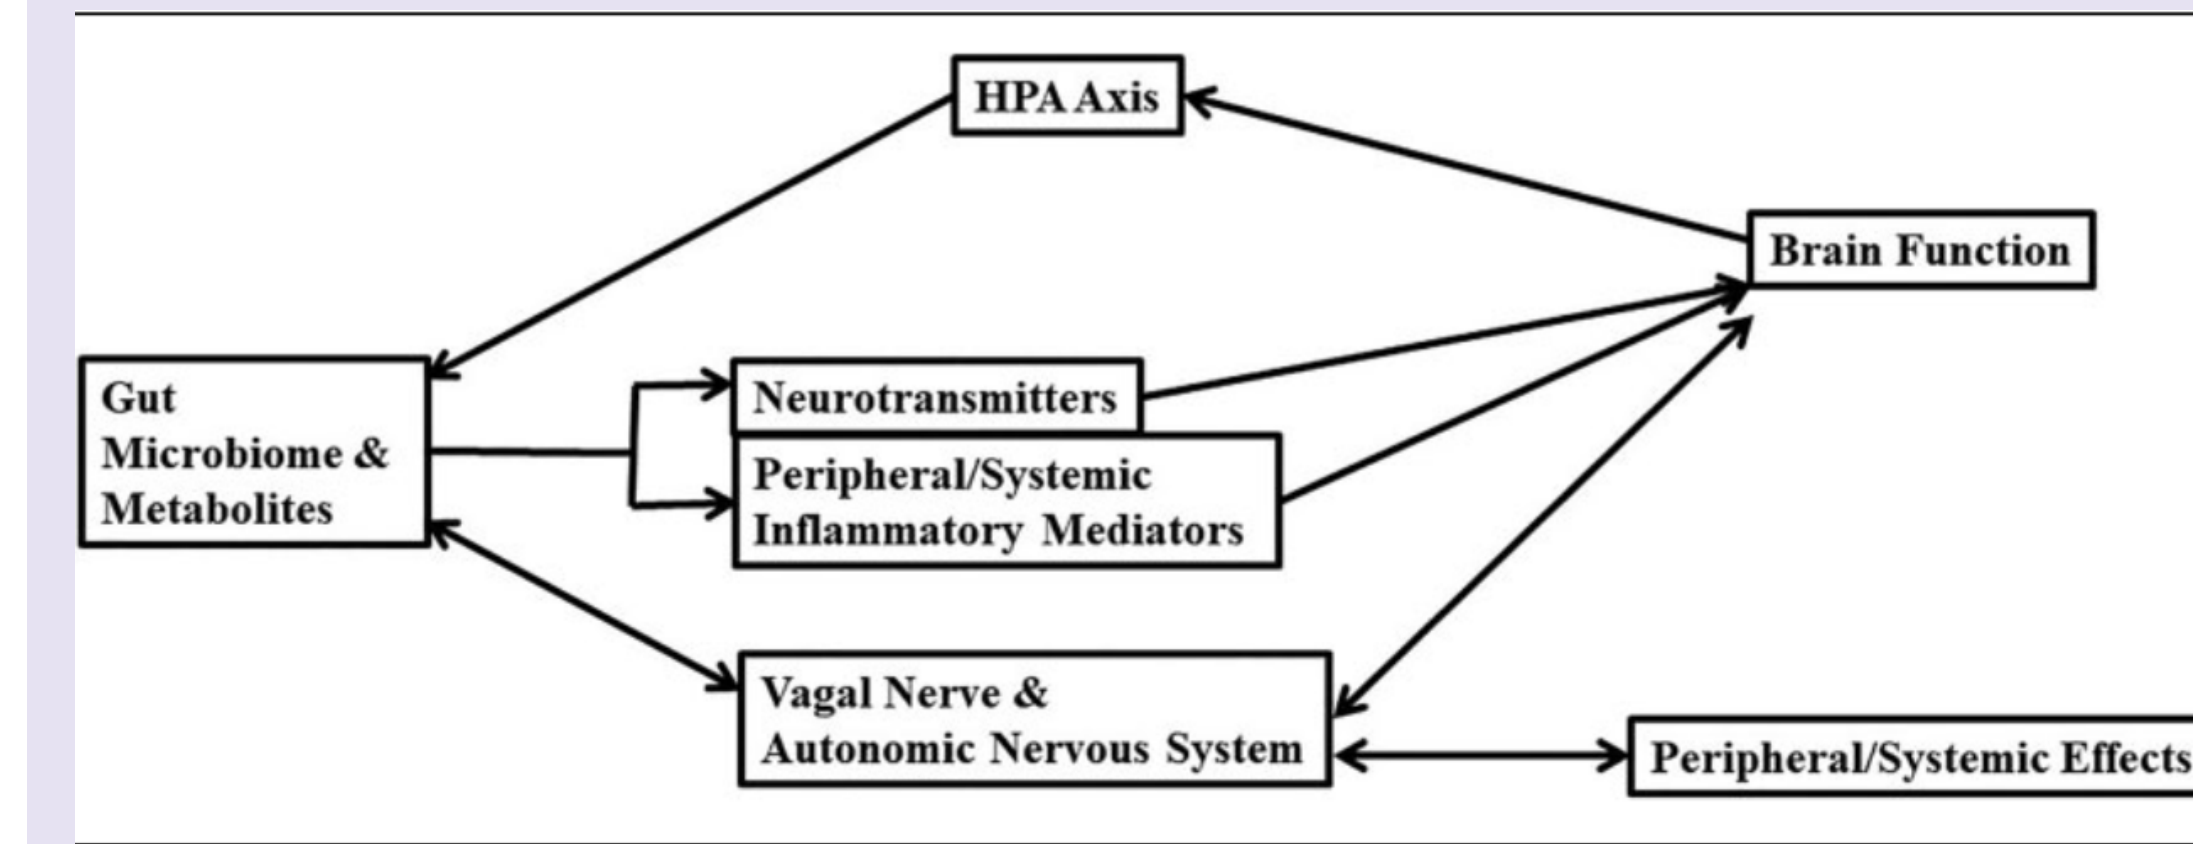 HPA Axis
Brain Function
Gut
Microbiome &
Metabolites
Neurotransmitters
Peripheral/Systemic
Inflammatory Mediators
Vagal Nerve &
Autonomic Nervous System
Peripheral/Systemic Effects